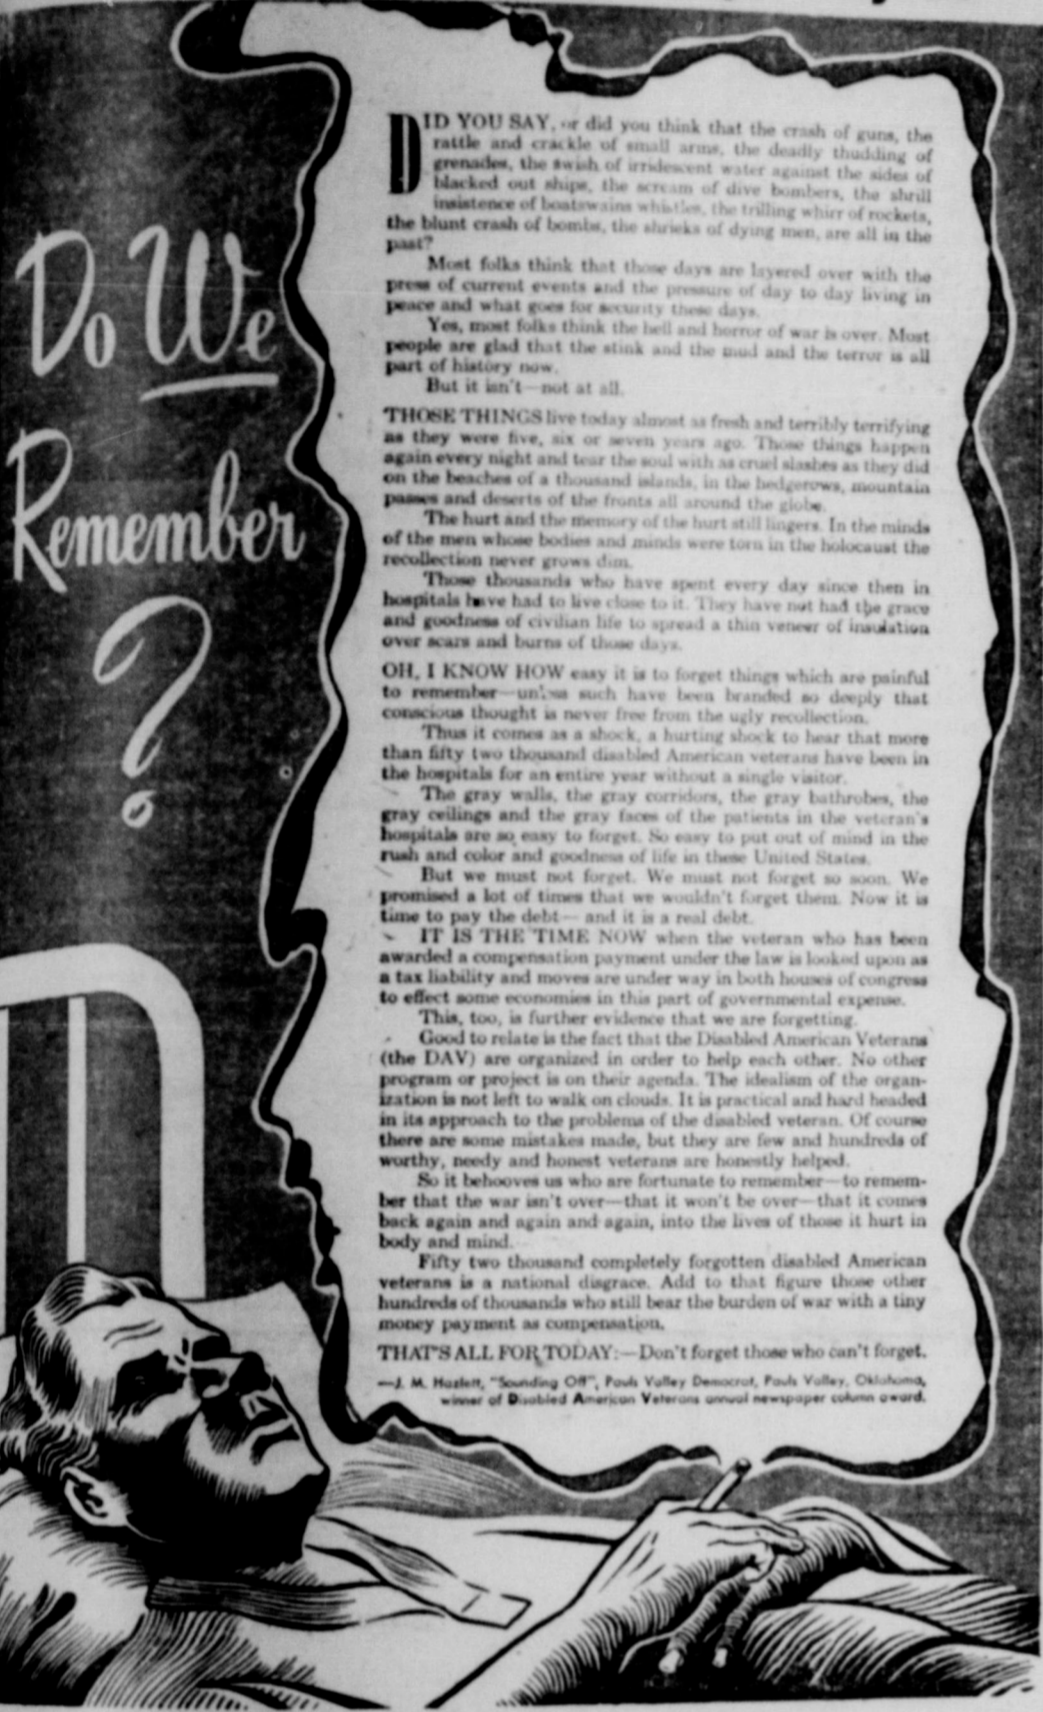 Do We
Remember
?
DID YOU SAY, or did you think that the crash of guns, the
rattle and crackle of small arms, the deadly thudding of
grenades, the swish of irridescent water against the sides of
blacked out ships, the scream of dive bombers, the shrill
insistence of boatswains whistles, the trilling whirr of rockets,
the blunt crash of bombs, the shrieks of dying men, are all in the
past?
Most folks think that those days are layered over with the
press of current events and the pressure of day to day living in
peace and what goes for security these days.
Yes, most folks think the hell and horror of war is over. Most
people are glad that the stink and the mud and the terror is all
part of history now.
But it isn't—not at all.
THOSE THINGS live today almost as fresh and terribly terrifying
as they were five, six or seven years ago. Those things happen
again every night and tear the soul with as cruel slashes as they did
on the beaches of a thousand islands, in the hedgerows, mountain
passes and deserts of the fronts all around the globe.
The hurt and the memory of the hurt still lingers. In the minds
of the men whose bodies and minds were torn in the holocaust the
recollection never grows dim.
Those thousands who have spent every day since then in
hospitals have had to live close to it. They have not had the grace
and goodness of civilian life to spread a thin veneer of insulation
over scars and burns of those days.
OH, I KNOW HOW easy it is to forget things which are painful
to remember—unless such have been branded so deeply that
conscious thought is never free from the ugly recollection.
Thus it comes as a shock, a hurting shock to hear that more
than fifty two thousand disabled American veterans have been in
the hospitals for an entire year without a single visitor.
The gray walls, the gray corridors, the gray bathrobes, the
gray ceilings and the gray faces of the patients in the veteran's
hospitals are so easy to forget. So easy to put out of mind in the
rush and color and goodness of life in these United States.
But we must not forget. We must not forget so soon. We
promised a lot of times that we wouldn't forget them. Now it is
time to pay the debt—and it is a real debt.
IT IS THE TIME NOW when the veteran who has been
awarded a compensation payment under the law is looked upon as
a tax liability and moves are under way in both houses of congress
to effect some economies in this part of governmental expense.
This, too, is further evidence that we are forgetting.
Good to relate is the fact that the Disabled American Veterans
(the DAV) are organized in order to help each other. No other
program or project is on their agenda. The idealism of the organ-
ization is not left to walk on clouds. It is practical and hard headed
in its approach to the problems of the disabled veteran. Of course
there are some mistakes made, but they are few and hundreds of
worthy, needy and honest veterans are honestly helped.
So it behooves us who are fortunate to remember—to remem-
ber that the war isn't over—that it won't be over—that it comes
back again and again and again, into the lives of those it hurt in
body and mind.
Fifty two thousand completely forgotten disabled American
veterans is a national disgrace. Add to that figure those other
hundreds of thousands who still bear the burden of war with a tiny
money payment as compensation.
THAT'S ALL FOR TODAY:—Don't forget those who can't forget.
—J. M. Hazlett, "Sounding Off", Pauls Valley Democrat, Pauls Valley, Oklahoma,
winner of Disabled American Veterans annual newspaper column award.